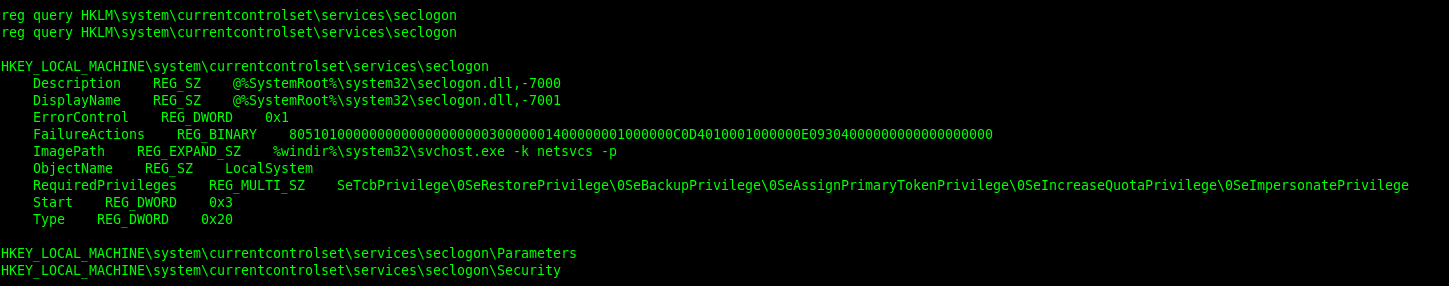 reg query HKLM\system\currentcontrolset\services\seclogon
reg query HKLM\system\currentcontrolset\services\seclogon
HKEY_LOCAL_MACHINE\system\currentcontrolset\services\seclogon
Description    REG_SZ    @%SystemRoot%\system32\seclogon.dll,-7000
DisplayName    REG_SZ    @%SystemRoot%\system32\seclogon.dll,-7001
ErrorControl    REG_DWORD    0x1
FailureActions    REG_BINARY    805101000000000000000000030000001400000001000000C0D4010001000000E09304000000000000000000
ImagePath    REG_EXPAND_SZ    %windir%\system32\svchost.exe -k netsvcs -p
ObjectName    REG_SZ    LocalSystem
RequiredPrivileges    REG_MULTI_SZ    SeTcbPrivilege\0SeRestorePrivilege\0SeBackupPrivilege\0SeAssignPrimaryTokenPrivilege\0SeIncreaseQuotaPrivilege\0SeImpersonatePrivilege
Start    REG_DWORD    0x3
Type    REG_DWORD    0x20
HKEY_LOCAL_MACHINE\system\currentcontrolset\services\seclogon\Parameters
HKEY_LOCAL_MACHINE\system\currentcontrolset\services\seclogon\Security